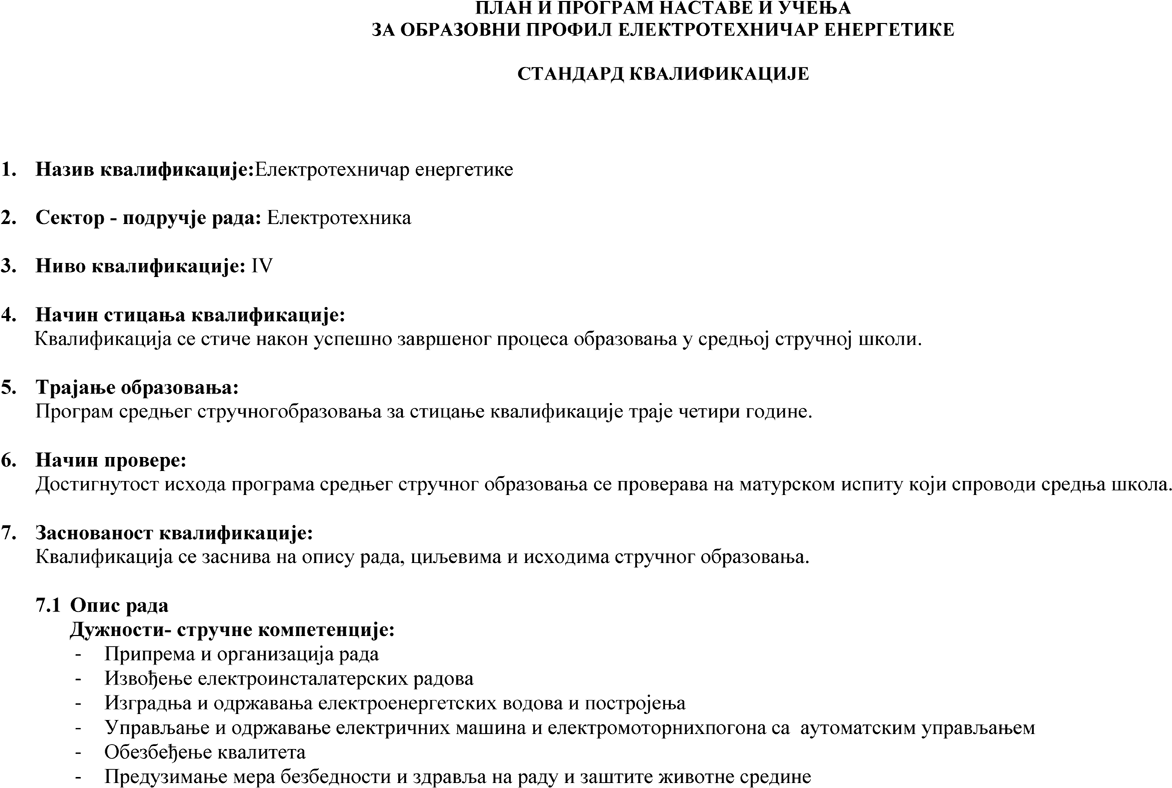 ПЛАН И ПРОГРАМ НАСТАВЕ И УЧЕЊА
ЗА ОБРАЗОВНИ ПРОФИЛ ЕЛЕКТРОТЕХНИЧАР ЕНЕРГЕТИКЕ
СТАНДАРД КВАЛИФИКАЦИЈЕ
1. Назив квалификације:Електротехничар енергетике
2. Сектор - подручје рада: Електротехника
3. Ниво квалификације: IV
4. Начин стицања квалификације:
Квалификација се стиче након успешно завршеног процеса образовања у средњој стручној школи.
5. Трајање образовања:
Програм средњег стручногобразовања за стицање квалификације траје четири године.
6. Начин провере:
Достигнутост исхода програма средњег стручног образовања се проверава на матурском испиту који спроводи средња школа.
7. Заснованост квалификације:
Квалификација се заснива на опису рада, циљевима и исходима стручног образовања.
7.1 Опис рада
Дужности- стручне компетенције:
- Припрема и организација рада
- Извођење електроинсталатерских радова
- Изградња и одржавања електроенергетских водова и постројења
- Управљање и одржавање електричних машина и електромоторнихпогона са аутоматским управљањем
- Обезбеђење квалитета
- Предузимање мера безбедности и здравља на раду и заштите животне средине